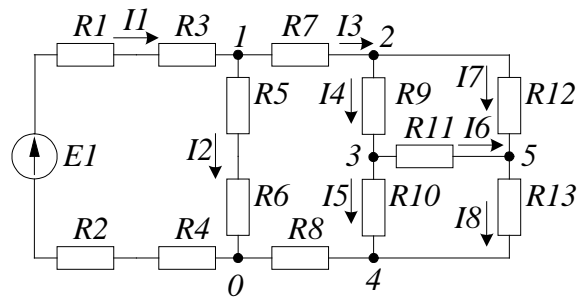 R1 I1 R3 1 R7 I3 2
R5 I4 R9 I7 R12
E1 I2 3 R11 I6 5
R6 I5 R10 I8 R13
R2 R4 0 R8 4